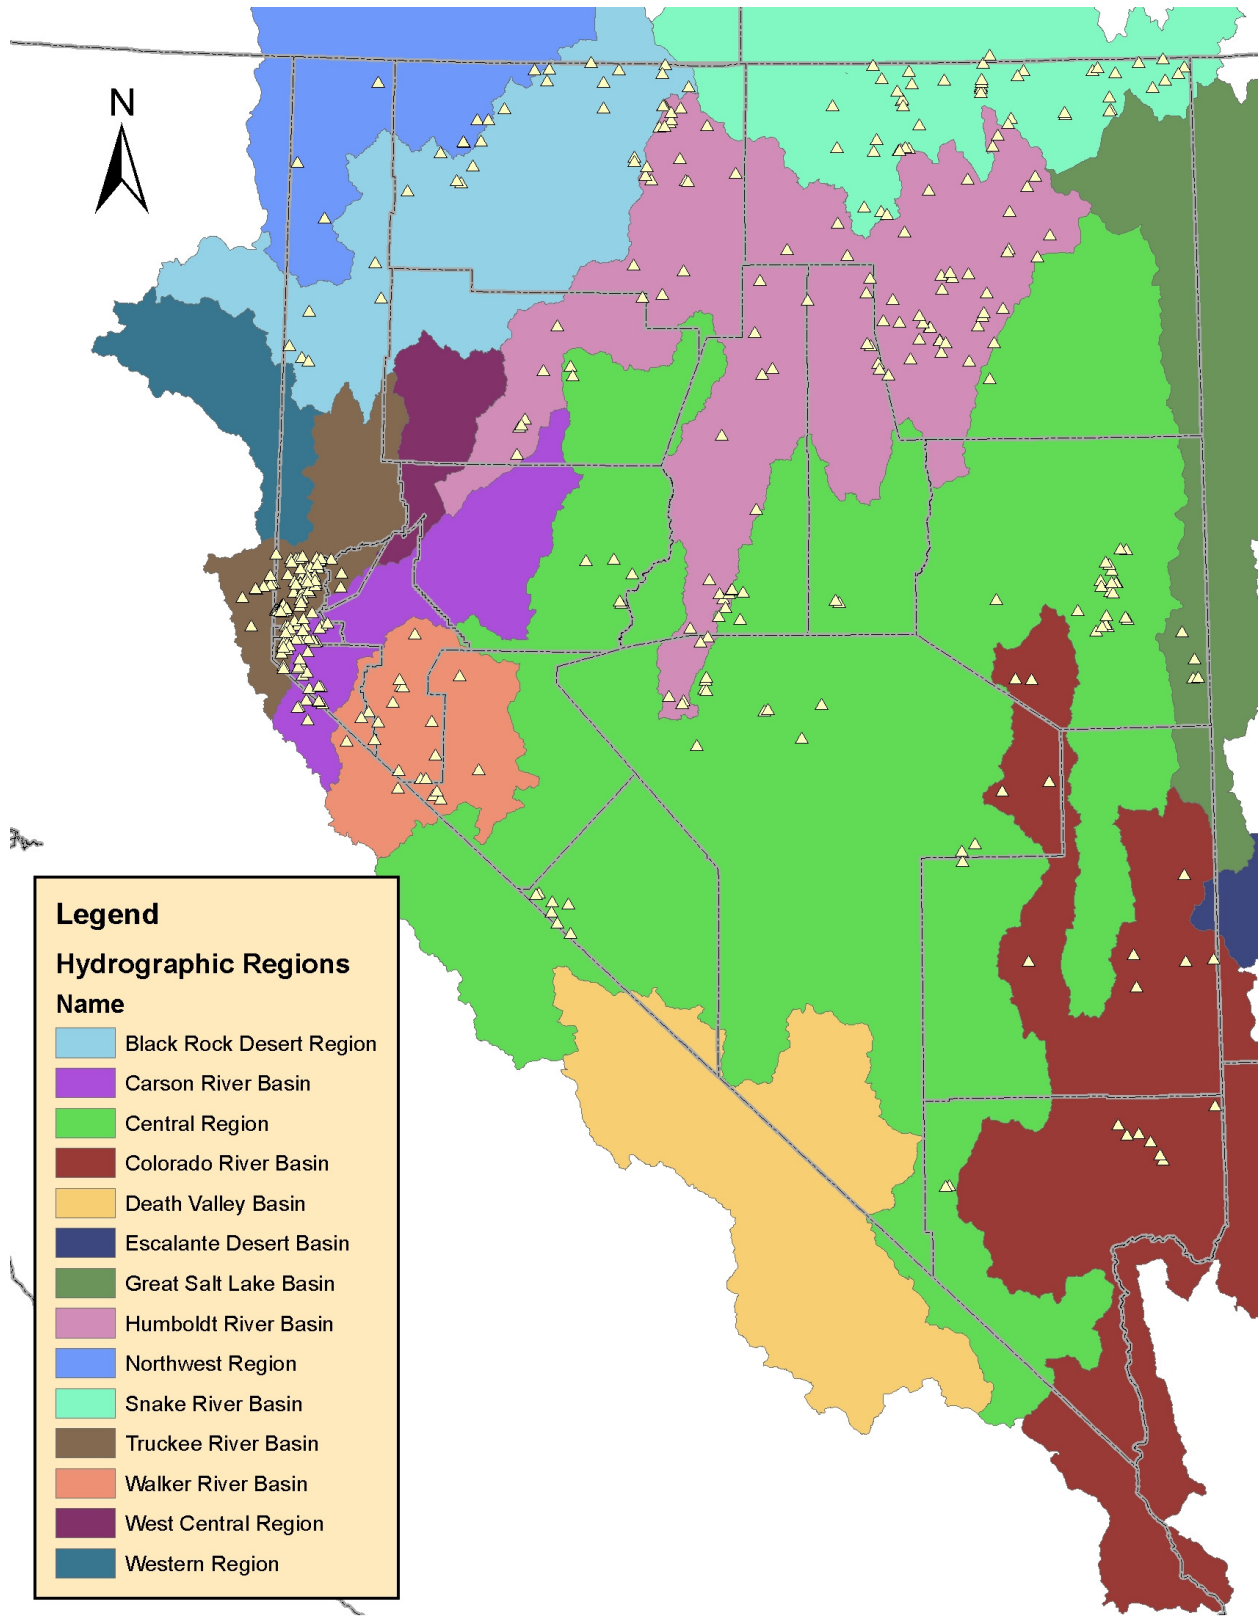 N
Legend
Hydrographic Regions
Name
Black Rock Desert Region
Carson River Basin
Central Region
Colorado River Basin
Death Valley Basin
Escalante Desert Basin
Great Salt Lake Basin
Humboldt River Basin
Northwest Region
Snake River Basin
Truckee River Basin
Walker River Basin
West Central Region
Western Region